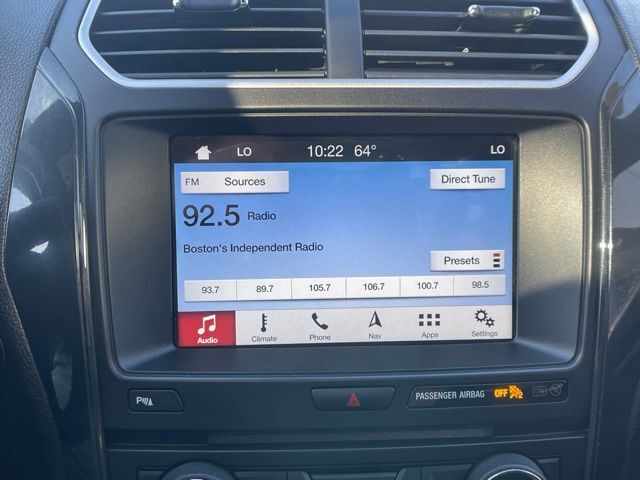 LO 10:22 64° LO
FM Sources Direct Tune
92.5 Radio
Boston's Independent Radio
Presets
93.7 89.7 105.7 106.7 100.7 98.5
Audio Climate Phone Nav Apps Settings
P
PASSENGER AIRBAG OFF ON